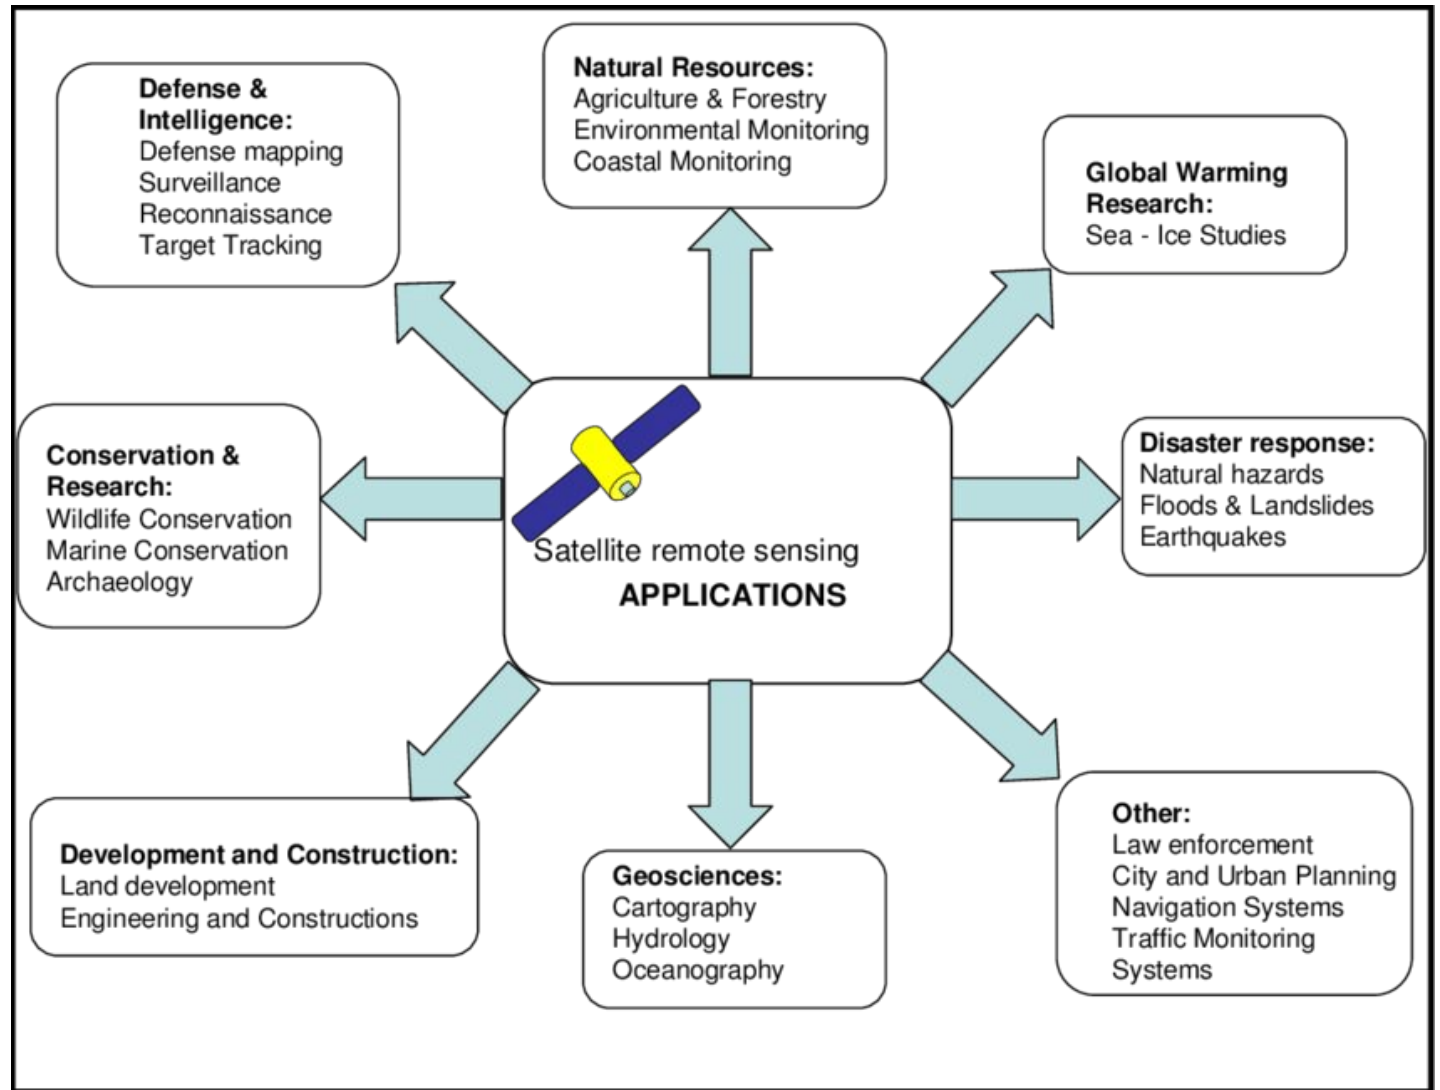 Defense &
Intelligence:
Defense mapping
Surveillance
Reconnaissance
Target Tracking
Natural Resources:
Agriculture & Forestry
Environmental Monitoring
Coastal Monitoring
Global Warming
Research:
Sea - Ice Studies
Conservation &
Research:
Wildlife Conservation
Marine Conservation
Archaeology
Satellite remote sensing
APPLICATIONS
Disaster response:
Natural hazards
Floods & Landslides
Earthquakes
Development and Construction:
Land development
Engineering and Constructions
Geosciences:
Cartography
Hydrology
Oceanography
Other:
Law enforcement
City and Urban Planning
Navigation Systems
Traffic Monitoring
Systems